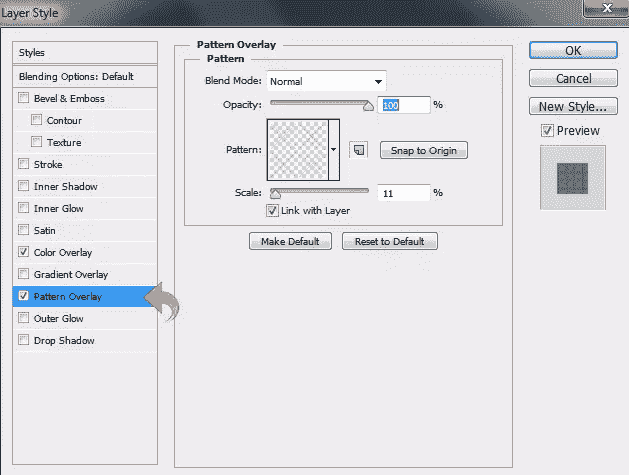 Layer Style
Styles
Blending Options: Default
Bevel & Emboss
Contour
Texture
Stroke
Inner Shadow
Inner Glow
Satin
Color Overlay
Gradient Overlay
Pattern Overlay
Outer Glow
Drop Shadow
Pattern Overlay
Pattern
Blend Mode: Normal
Opacity: 100 %
Pattern: Snap to Origin
Scale: 11 %
Link with Layer
Make Default Reset to Default
OK
Cancel
New Style...
Preview